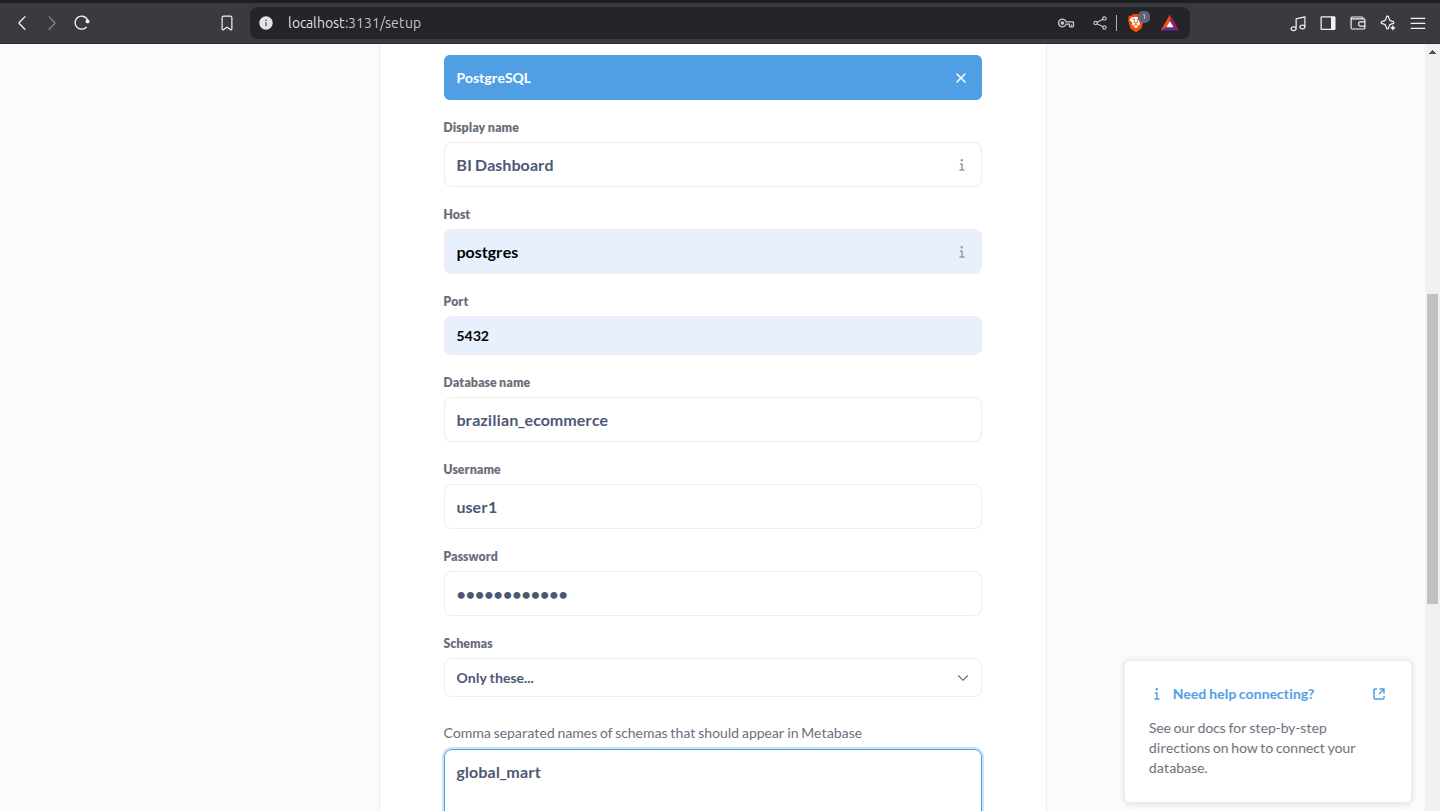 localhost:3131/setup
1
PostgreSQL
Display name
BI Dashboard
Host
postgres
Port
5432
Database name
brazilian_ecommerce
Username
user1
Password
••••••••••••
Schemas
Only these...
Comma separated names of schemas that should appear in Metabase
global_mart
Need help connecting?
See our docs for step-by-step
directions on how to connect your
database.